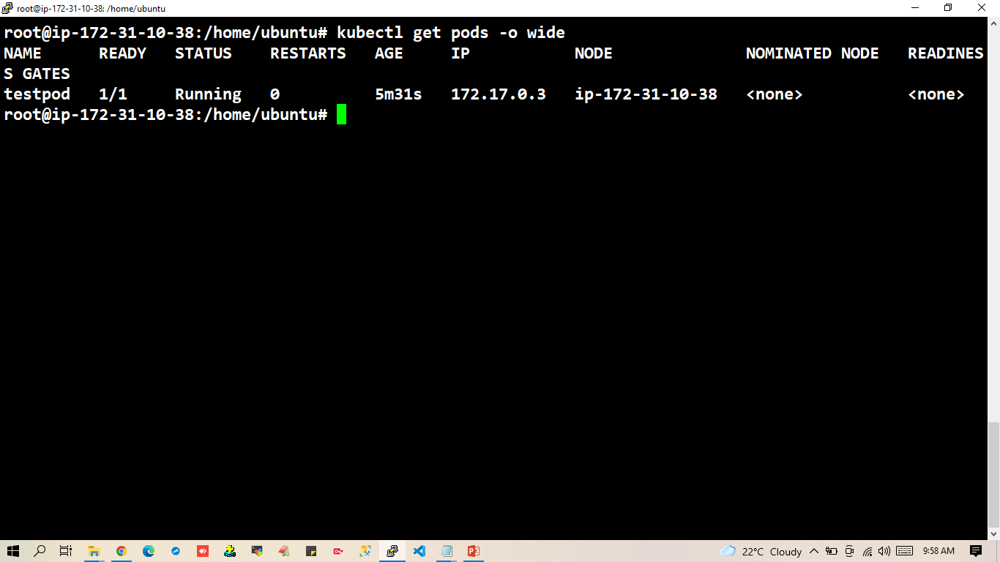 root@ip-172-31-10-38: /home/ubuntu
root@ip-172-31-10-38:/home/ubuntu# kubectl get pods -o wide
NAME      READY   STATUS    RESTARTS   AGE     IP           NODE              NOMINATED NODE   READINES
S GATES
testpod   1/1     Running   0          5m31s   172.17.0.3   ip-172-31-10-38   <none>           <none>
root@ip-172-31-10-38:/home/ubuntu#
22°C Cloudy 9:58 AM